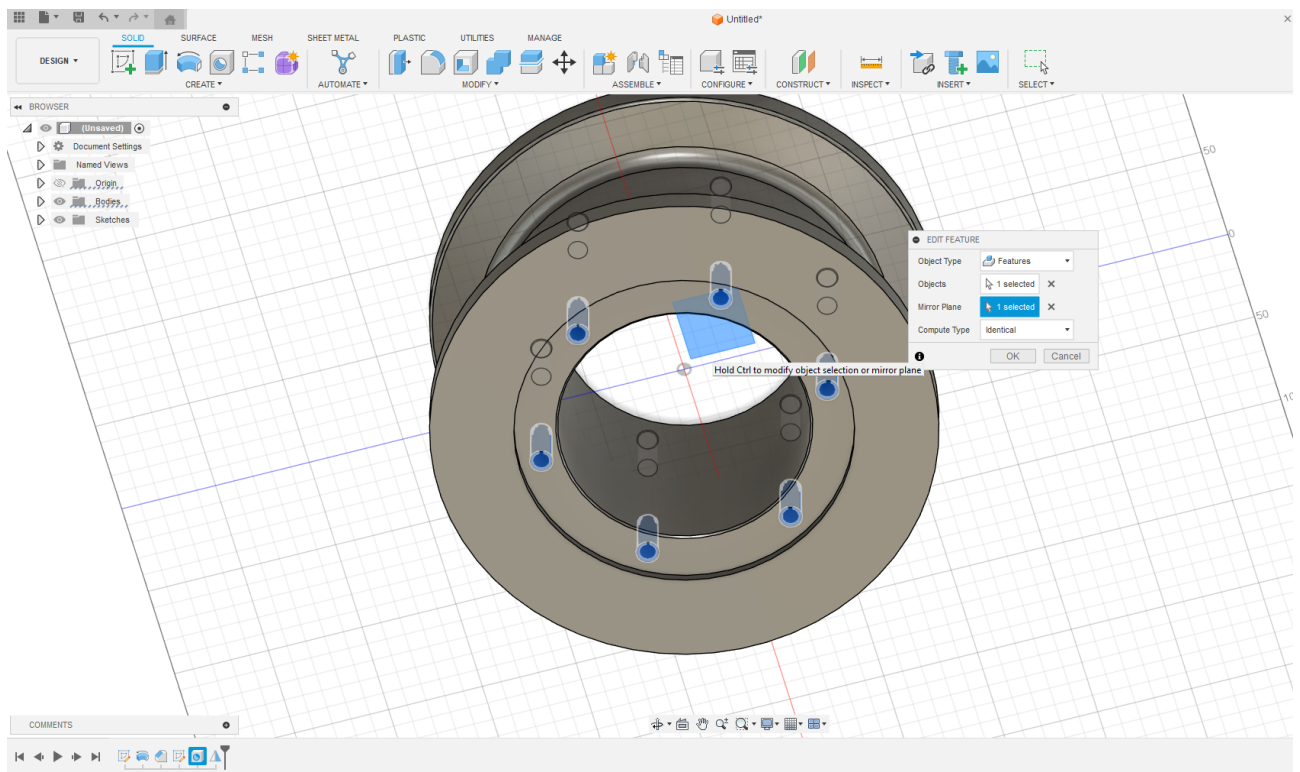 Untitled*
SOLID SURFACE MESH SHEET METAL PLASTIC UTILITIES MANAGE
DESIGN
CREATE AUTOMATE MODIFY ASSEMBLE CONFIGURE CONSTRUCT INSPECT INSERT SELECT
BROWSER
(Unsaved)
Document Settings
Named Views
Origin
Bodies
Sketches
50
0
50
EDIT FEATURE
Object Type Features
Objects 1 selected
Mirror Plane 1 selected
Compute Type Identical
OK Cancel
Hold Ctrl to modify object selection or mirror plane
COMMENTS